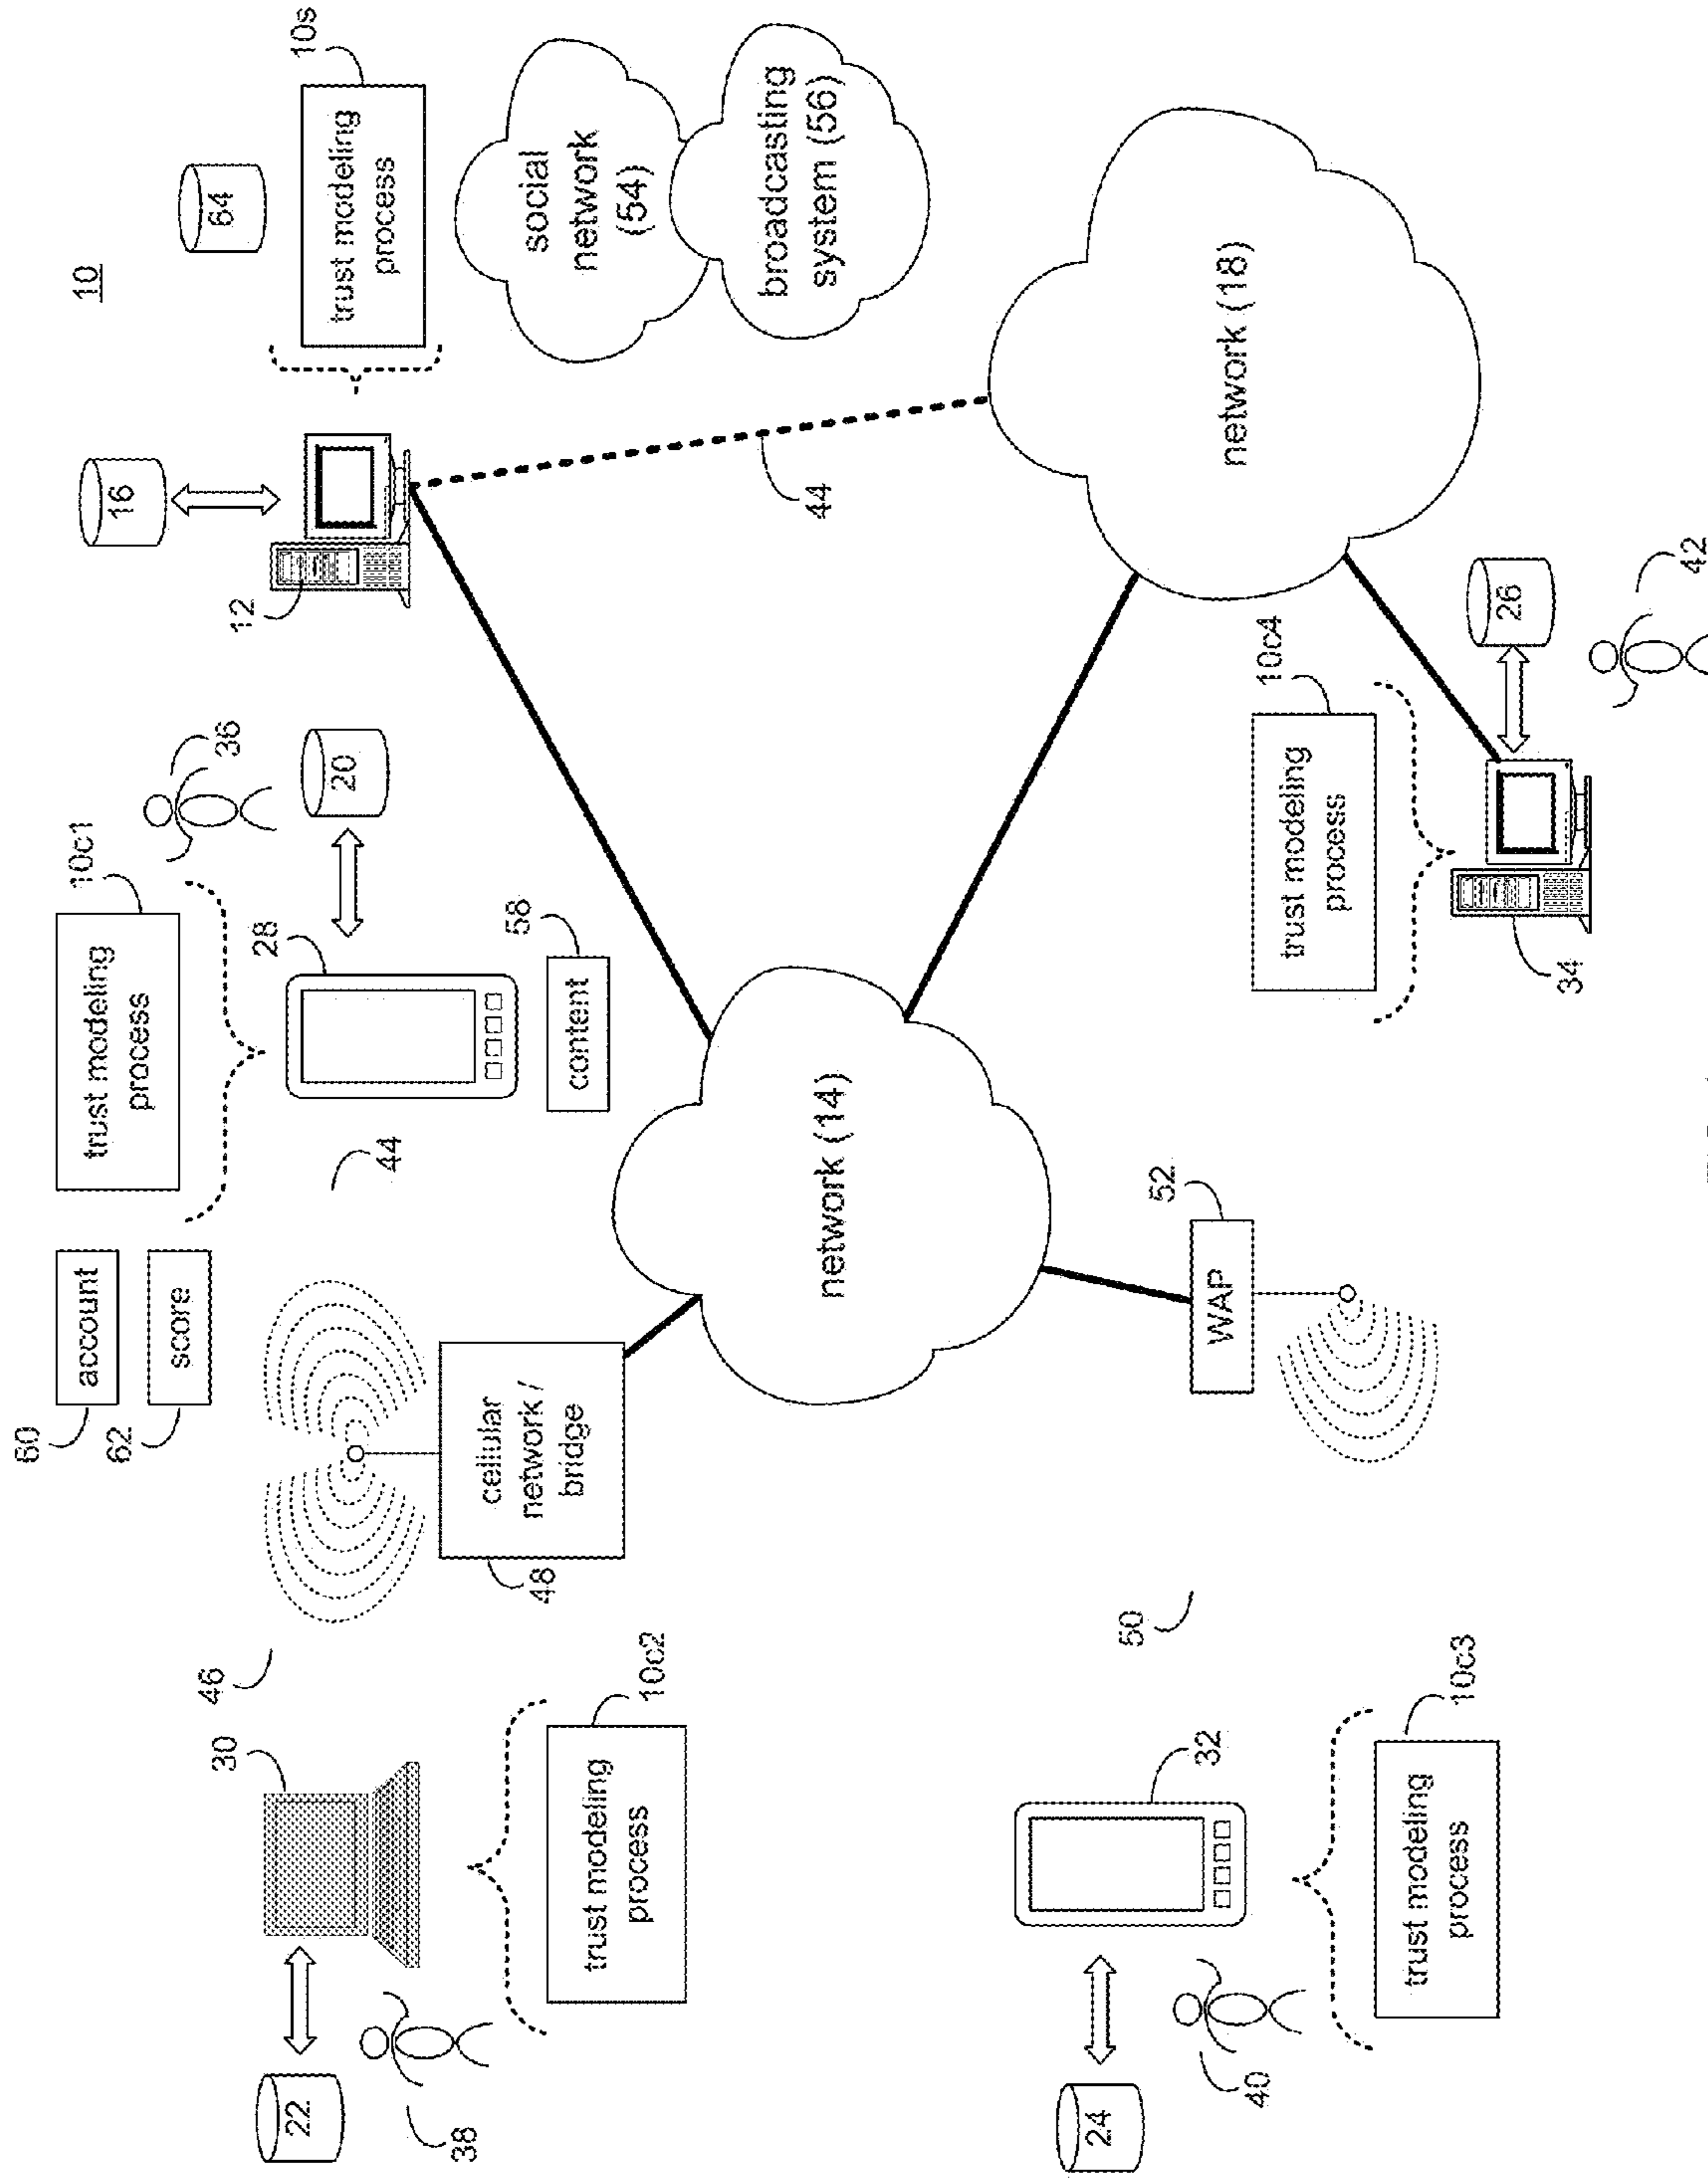 10
60
account
62
score
trust modeling
process
10c1
36
20
28
44
content
58
16
12
64
trust modeling
process
10s
social
network
(54)
broadcasting
system (56)
22
38
30
46
trust modeling
process
10c2
cellular
network /
bridge
48
network (14)
44
network (18)
24
40
32
50
trust modeling
process
10c3
WAP
52
trust modeling
process
10c4
34
26
42